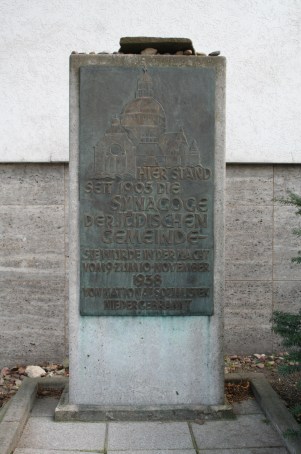 HIER STAND
SEIT 1905 DIE
SYNAGOGE
DER JÜDISCHEN
GEMEINDE
SIE WURDE IN DER NACHT
VOM 9. ZUM 10. NOVEMBER
1938
VON NATIONALSOZIALISTEN
NIEDERGEBRANNT